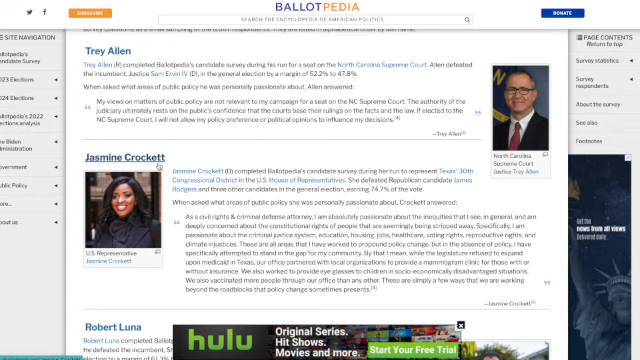 BALLOTPEDIA
SUBSCRIBE
SEARCH THE ENCYCLOPEDIA OF AMERICAN POLITICS
DONATE
SITE NAVIGATION
Ballotpedia's
Candidate Survey
2023 Elections
2024 Elections
Ballotpedia's 2022
Elections analysis
The Biden
Administration
Government
Public Policy
More...
About us
PAGE CONTENTS
Return to top
Survey statistics
Survey
respondents
About the survey
See also
Footnotes
Trey Allen
Trey Allen (R) completed Ballotpedia's candidate survey during his run for a seat on the North Carolina Supreme Court. Allen defeated
the incumbent, Justice Sam Ervin IV (D), in the general election by a margin of 52.2% to 47.8%.
When asked what areas of public policy he was personally passionate about, Allen answered:
My views on matters of public policy are not relevant to my campaign for a seat on the NC Supreme Court. The authority of the
judiciary ultimately rests on the public's confidence that the courts base their rulings on the facts and the law. If elected to the
NC Supreme Court, I will not allow my policy preference or political opinions to influence my decisions.[4]
—Trey Allen
North Carolina
Supreme Court
Justice Trey Allen
Jasmine Crockett
Jasmine Crockett (D) completed Ballotpedia's candidate survey during her run to represent Texas' 30th
Congressional District in the U.S. House of Representatives. She defeated Republican candidate James
Rodgers and three other candidates in the general election, earning 74.7% of the vote.
When asked what areas of public policy she was personally passionate about, Crockett answered:
As a civil rights & criminal defense attorney, I am absolutely passionate about the inequities that I see, in general, and am
deeply concerned about the constitutional rights of people that are seemingly being stripped away. Specifically, I am
passionate about the criminal justice system, education, housing, jobs, healthcare, voting rights, reproductive rights, and
climate injustices. These are all areas that I have worked to propound policy change, but in the absence of policy, I have
specifically attempted to stand in the gap for my community. By that I mean, while the legislature refused to expand
upon medicaid in Texas, our office partnered with local organizations to provide a mammogram clinic for those with or
without insurance. We also worked to provide eye glasses to children in socio-economically disadvantaged situations.
We also vaccinated more people through our office than any other. These are simply a few ways that we are working
beyond the roadblocks that policy change sometimes presents.
—Jasmine Crockett
U.S. Representative
Jasmine Crockett
Get the
news from all views
Delivered daily
Robert Luna
Robert Luna completed
He defeated the incumbent,
hulu
Original Series.
Hit Shows.
Movies and more.
Start Your Free Trial